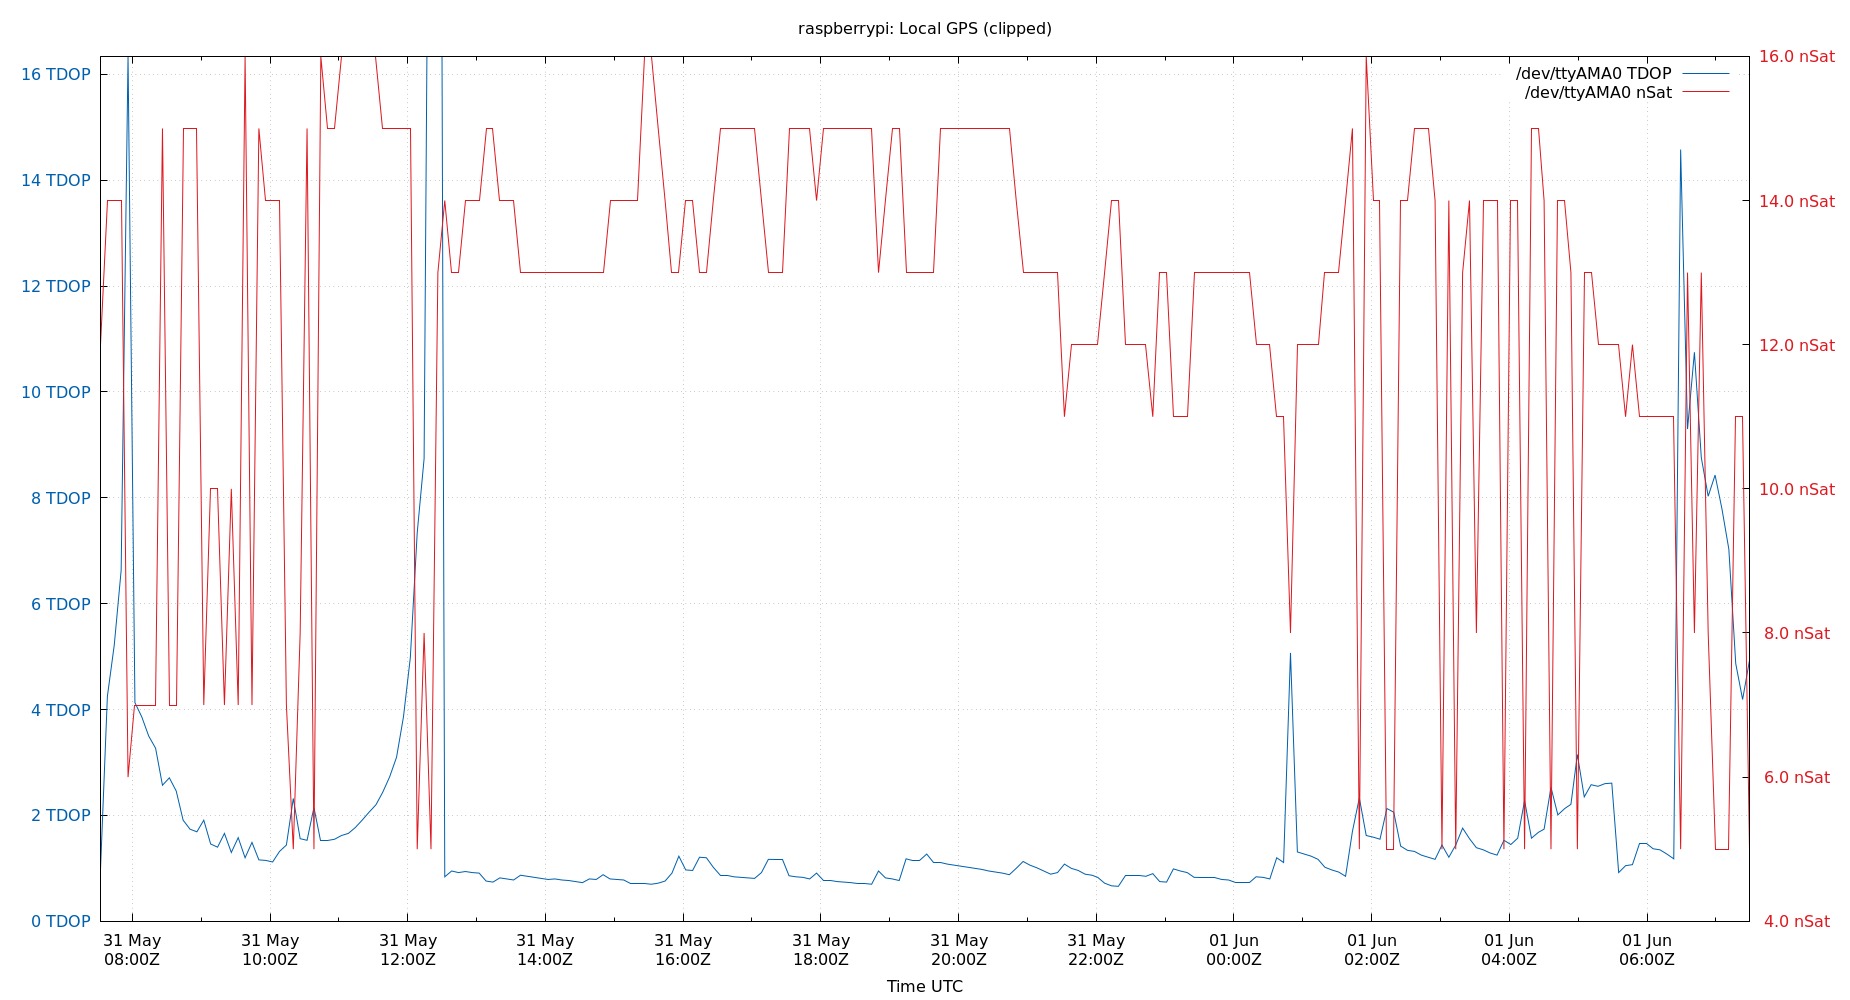 raspberrypi: Local GPS (clipped)
16 TDOP
14 TDOP
12 TDOP
10 TDOP
8 TDOP
6 TDOP
4 TDOP
2 TDOP
0 TDOP
16.0 nSat
14.0 nSat
12.0 nSat
10.0 nSat
8.0 nSat
6.0 nSat
4.0 nSat
/dev/ttyAMA0 TDOP
/dev/ttyAMA0 nSat
31 May 31 May 31 May 31 May 31 May 31 May 31 May 31 May 01 Jun 01 Jun 01 Jun 01 Jun
08:00Z 10:00Z 12:00Z 14:00Z 16:00Z 18:00Z 20:00Z 22:00Z 00:00Z 02:00Z 04:00Z 06:00Z
Time UTC